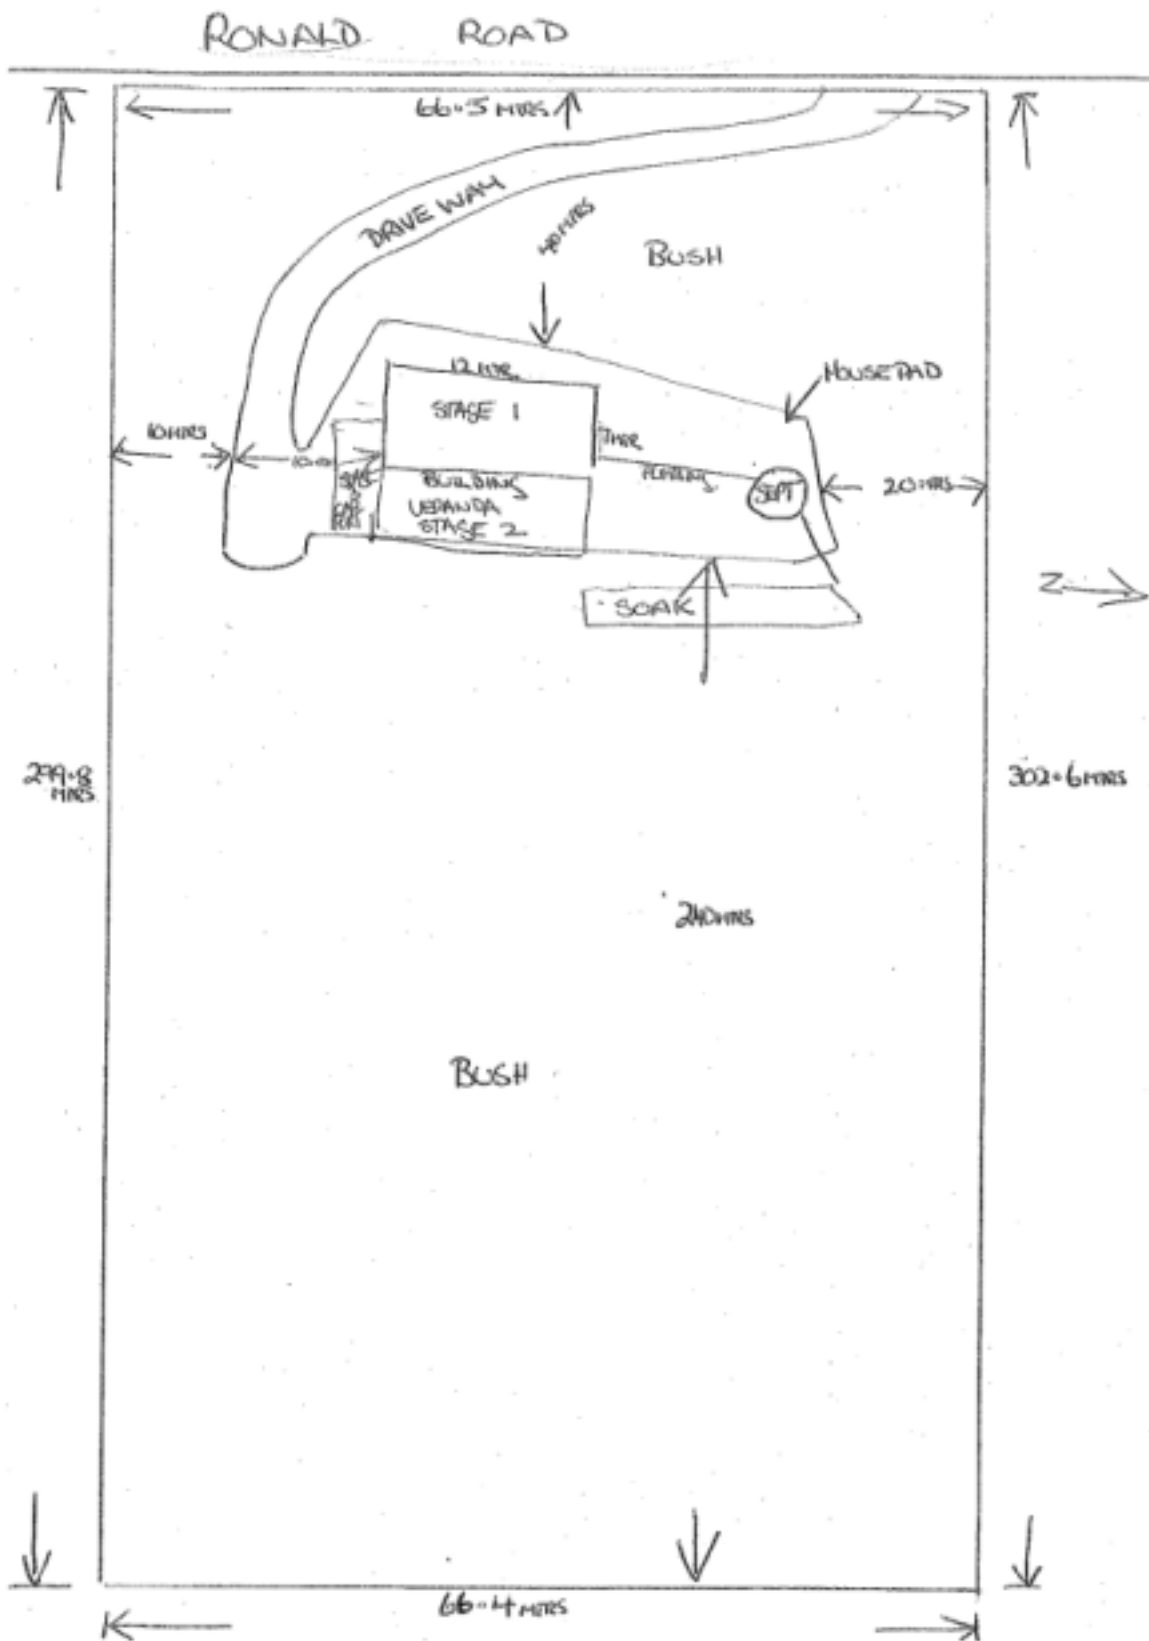 RONALD ROAD
66.5 MTRS
DRIVE WAY
40 MTRS
BUSH
HOUSE PAD
12 MTR
STAGE 1
10 MTRS
7 MTR
10 m
BUILDING
VERANDA
STAGE 2
SEPT
20 MTRS
Z
SOAK
299.8
MTRS
302.6 MTRS
240 MTRS
BUSH
66.4 MTRS